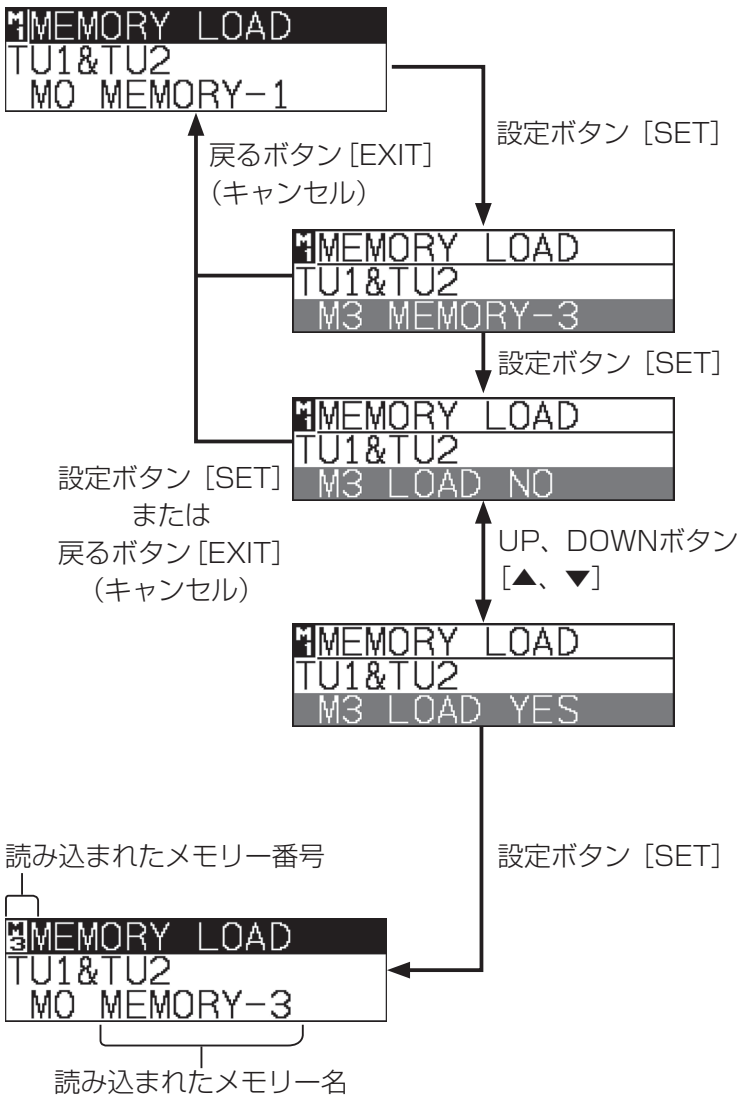 M1 MEMORY LOAD
TU1&TU2
M0 MEMORY-1
設定ボタン [SET]
戻るボタン [EXIT]
（キャンセル）
M1 MEMORY LOAD
TU1&TU2
M3 MEMORY-3
設定ボタン [SET]
M1 MEMORY LOAD
TU1&TU2
M3 LOAD NO
設定ボタン [SET]
または
戻るボタン [EXIT]
（キャンセル）
UP、DOWNボタン
[▲、▼]
M1 MEMORY LOAD
TU1&TU2
M3 LOAD YES
読み込まれたメモリー番号
設定ボタン [SET]
M3 MEMORY LOAD
TU1&TU2
M0 MEMORY-3
読み込まれたメモリー名